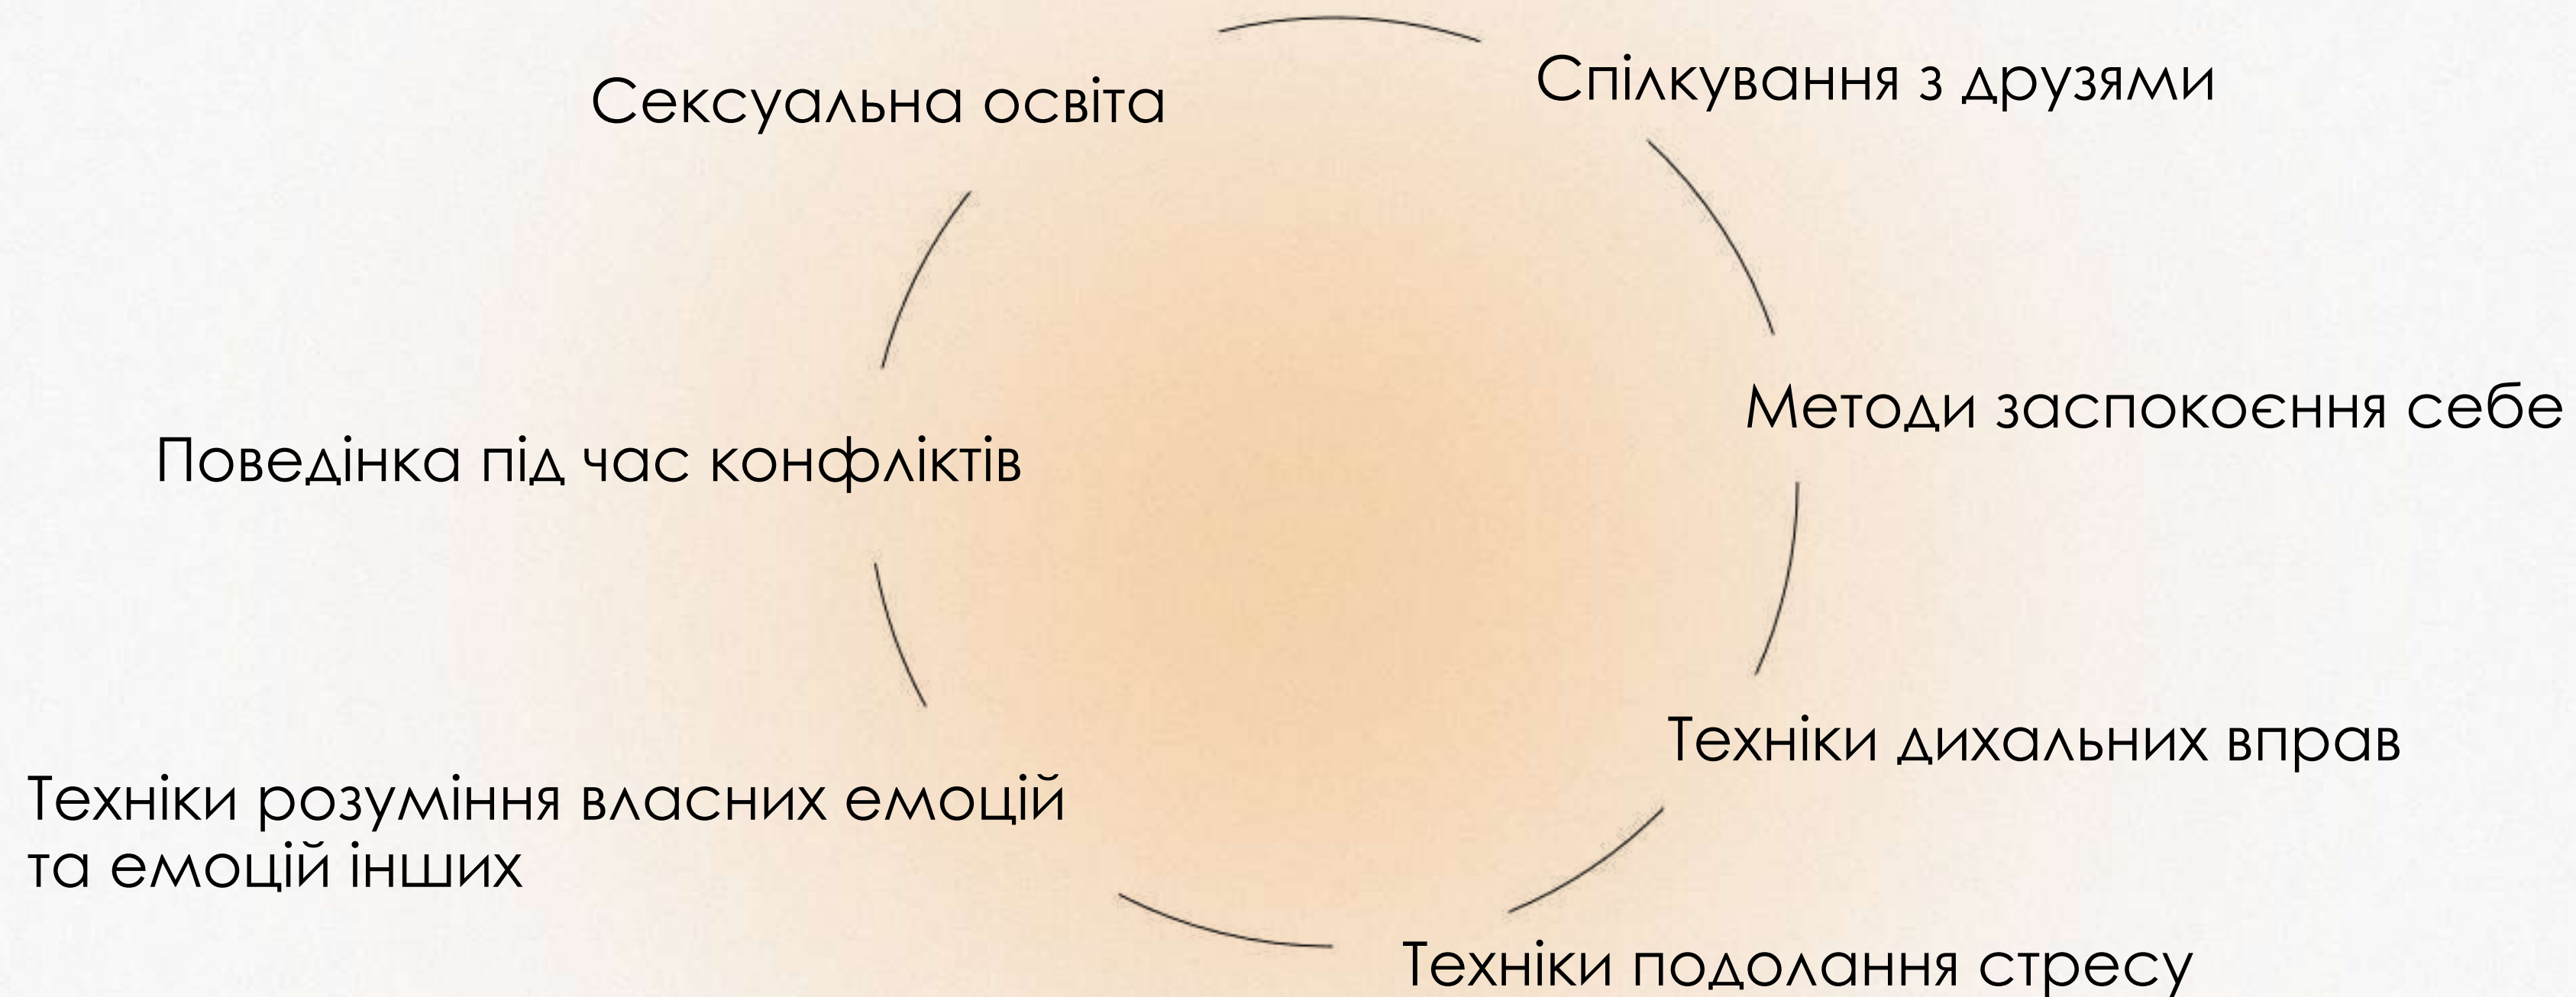 Сексуальна освіта
Спілкування з друзями
Методи заспокоєння себе
Поведінка під час конфліктів
Техніки дихальних вправ
Техніки розуміння власних емоцій
та емоцій інших
Техніки подолання стресу